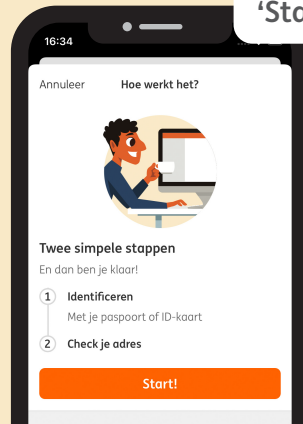 'Sta
16:34
Annuleer Hoe werkt het?
Twee simpele stappen
En dan ben je klaar!
1 Identificeren
Met je paspoort of ID-kaart
2 Check je adres
Start!